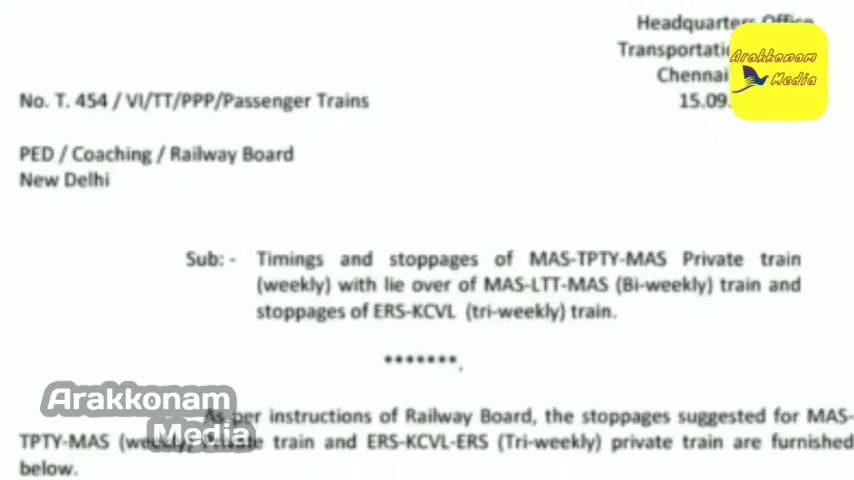 Headquarters Office
Transportati
Chennai
15.09.
No. T. 454 / VI/TT/PPP/Passenger Trains
PED / Coaching / Railway Board
New Delhi
Sub: - Timings and stoppages of MAS-TPTY-MAS Private train
(weekly) with lie over of MAS-LTT-MAS (Bi-weekly) train and
stoppages of ERS-KCVL (tri-weekly) train.
*******.
As per instructions of Railway Board, the stoppages suggested for MAS-
TPTY-MAS (weekly) private train and ERS-KCVL-ERS (Tri-weekly) private train are furnished
below.
Arakkonam
Media
Arakkonam
Media